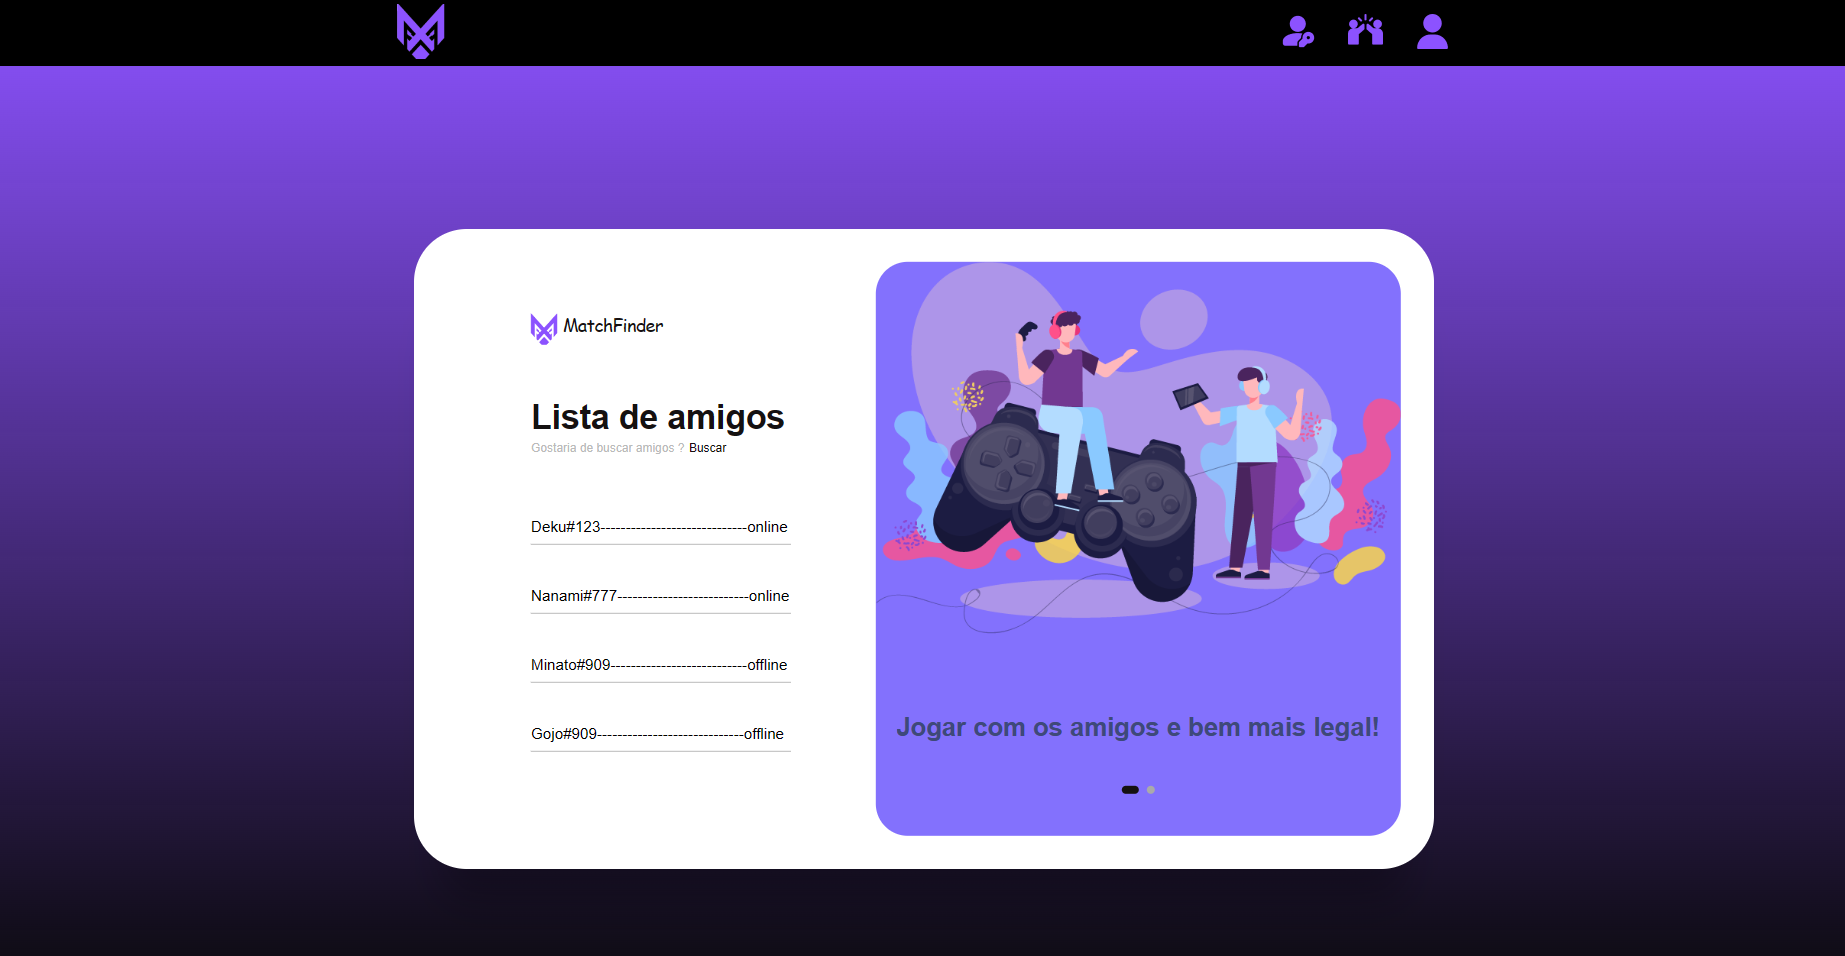 MatchFinder
Lista de amigos
Gostaria de buscar amigos ? Buscar
Deku#123-----------------------------online
Nanami#777--------------------------online
Minato#909---------------------------offline
Gojo#909-----------------------------offline
Jogar com os amigos e bem mais legal!